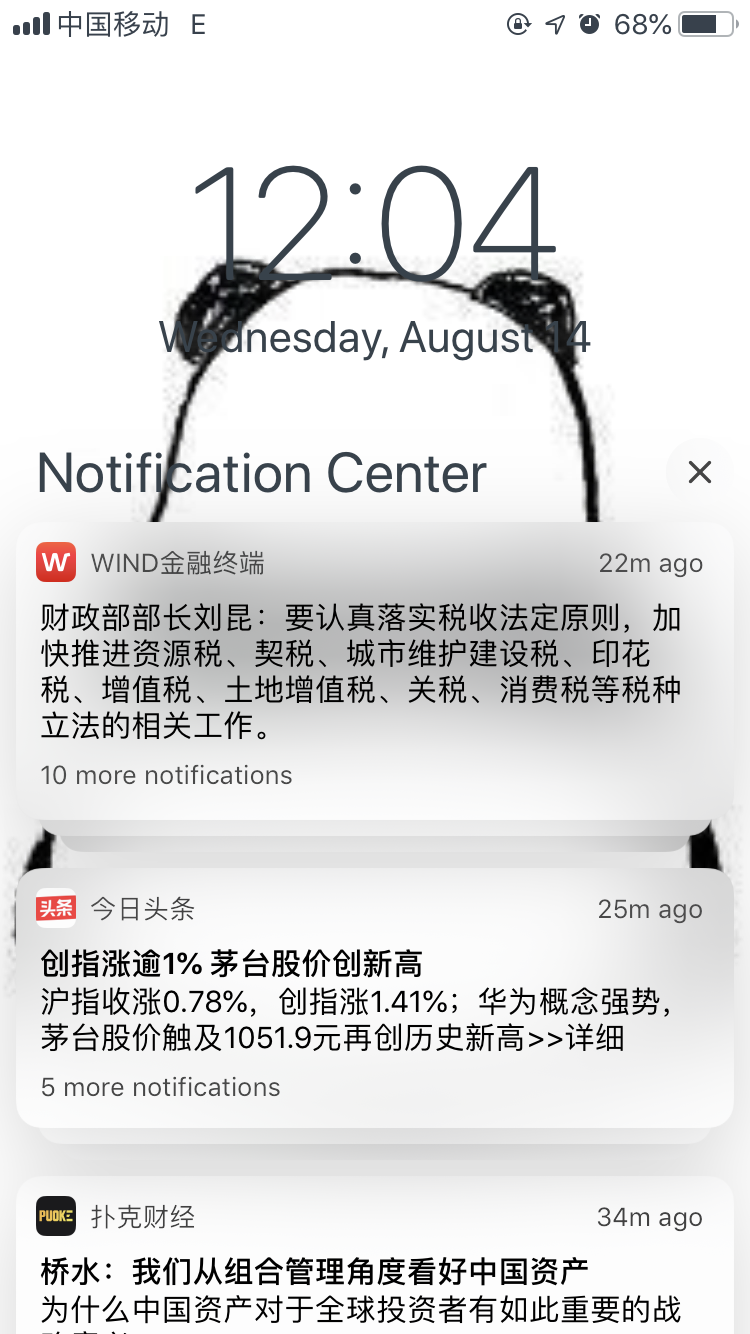 中国移动 E 68%
12:04
Wednesday, August 14
Notification Center
W WIND金融终端 22m ago
财政部部长刘昆：要认真落实税收法定原则，加
快推进资源税、契税、城市维护建设税、印花
税、增值税、土地增值税、关税、消费税等税种
立法的相关工作。
10 more notifications
头条 今日头条 25m ago
创指涨逾1% 茅台股价创新高
沪指收涨0.78%，创指涨1.41%；华为概念强势，
茅台股价触及1051.9元再创历史新高>>详细
5 more notifications
PUOKE 扑克财经 34m ago
桥水：我们从组合管理角度看好中国资产
为什么中国资产对于全球投资者有如此重要的战